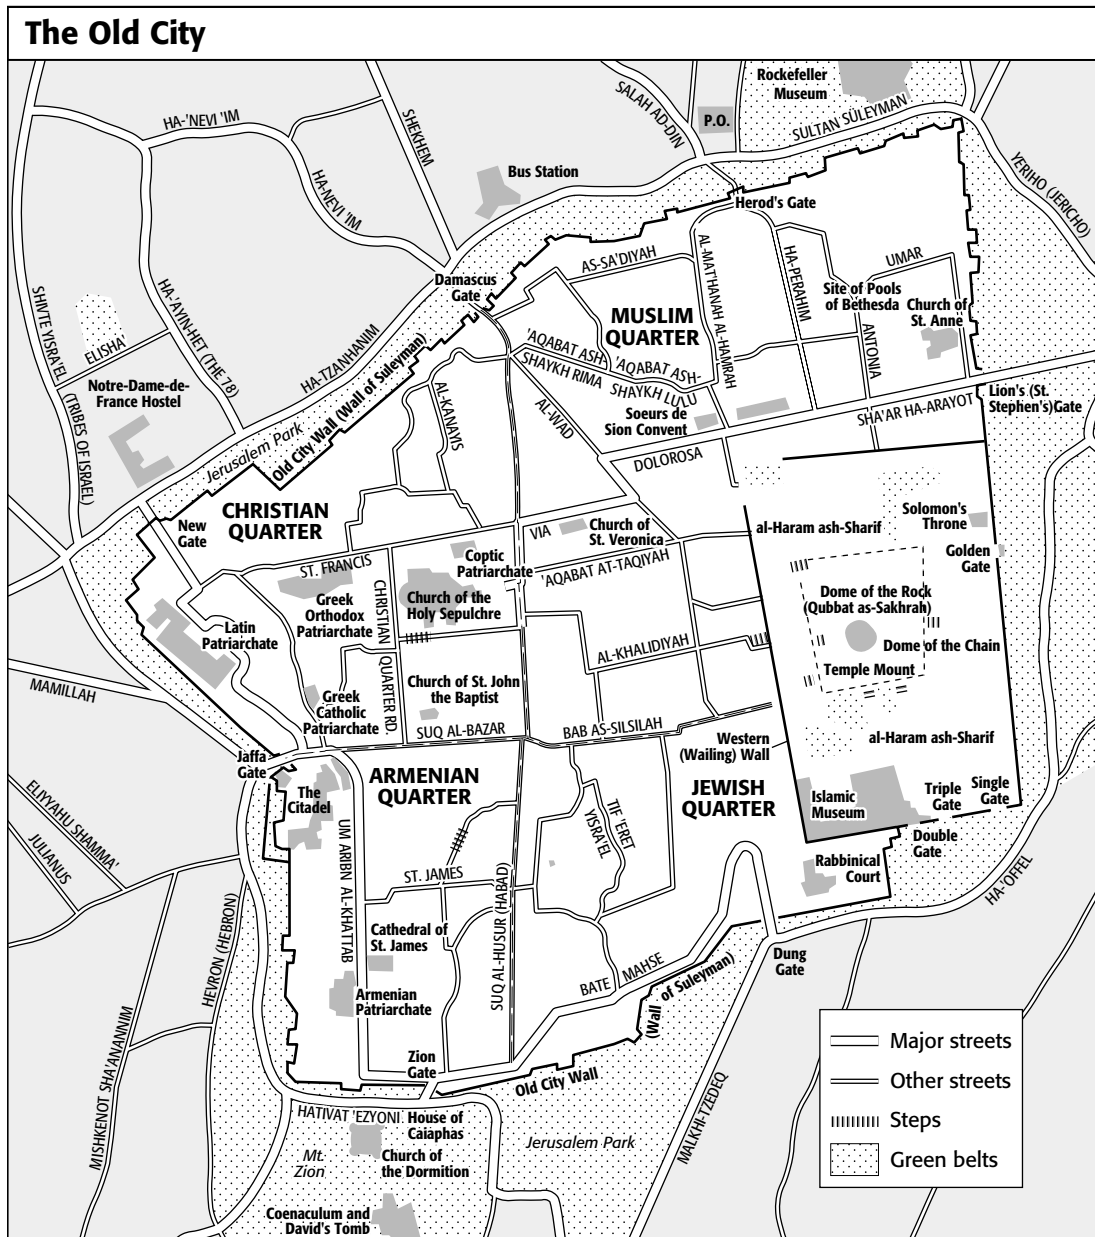 The Old City
Rockefeller
Museum
SALAH AD-DIN
P.O.
SULTAN SÜLEYMAN
HA-'NEVI 'IM
SHEKHEM
YERIHO (JERICHO)
Bus Station
HA-NEVI 'IM
Herod's Gate
AS-SA'DIYAH
AL-MAT'HANAH AL-HAMRAH
HA-PERAHIM
UMAR
Damascus
Gate
Site of Pools
of Bethesda
Church of
St. Anne
SHIVTE YISRA'EL
(TRIBES OF ISRAEL)
HA-'AYIN-HET (THE 78)
ELISHA'
HA-TZANHANIM
MUSLIM
QUARTER
ANTONIA
'AQABAT ASH-
SHAYKH RIMA
'AQABAT ASH-
SHAYKH LU'LU
Notre-Dame-de-
France Hostel
Old City Wall (Wall of Suleyman)
Jerusalem Park
AL-KANAYIS
AL-WAD
Soeurs de
Sion Convent
SHA'AR HA-ARAYOT
Lion's (St.
Stephen's)Gate
DOLOROSA
CHRISTIAN
QUARTER
New
Gate
VIA
Church of
St. Veronica
al-Haram ash-Sharif
Solomon's
Throne
Golden
Gate
ST. FRANCIS
Coptic
Patriarchate
'AQABAT AT-TAQIYAH
Greek
Orthodox
Patriarchate
CHRISTIAN
QUARTER RD.
Church of the
Holy Sepulchre
Dome of the Rock
(Qubbat as-Sakhrah)
Latin
Patriarchate
AL-KHALIDIYAH
Dome of the Chain
Temple Mount
MAMILLAH
Church of St. John
the Baptist
Greek
Catholic
Patriarchate
SUQ AL-BAZAR
BAB AS-SILSILAH
Western
(Wailing) Wall
al-Haram ash-Sharif
Jaffa
Gate
ARMENIAN
QUARTER
The
Citadel
JEWISH
QUARTER
Islamic
Museum
Triple
Gate
Single
Gate
ELIYYAHU SHAMMA'
JULIANUS
TIF 'ERET
YISRA'EL
Double
Gate
UM ARIBN AL-KHATTAB
ST. JAMES
Rabbinical
Court
HA-'OFFEL
SUQ AL-HUSUR (HABAD)
HEVRON (HEBRON)
Cathedral of
St. James
Dung
Gate
BATE MAHSE
(Wall of Suleyman)
Armenian
Patriarchate
MISHKENOT SHA'ANANNIM
Zion
Gate
Old City Wall
HATIVAT 'EZYONI
House of
Caiaphas
Jerusalem Park
MALKHI-TZEDEQ
Mt.
Zion
Church of
the Dormition
Coenaculum and
David's Tomb
Major streets
Other streets
Steps
Green belts